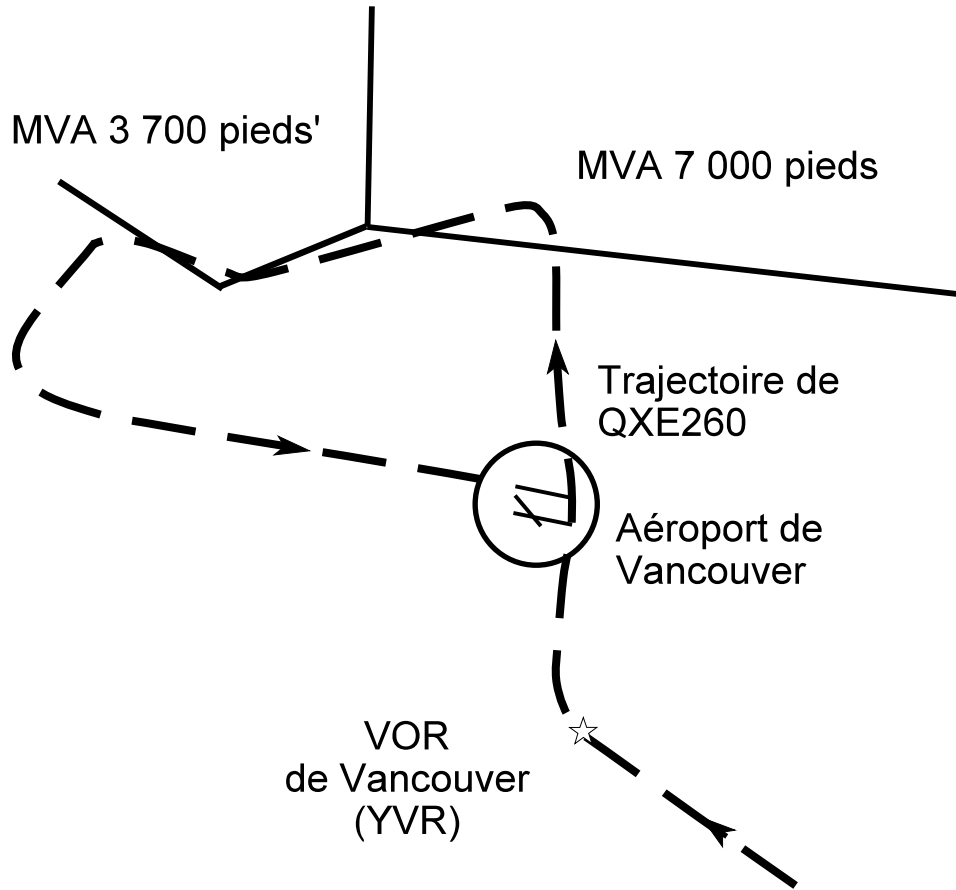 MVA 3 700 pieds'
MVA 7 000 pieds
Trajectoire de
QXE260
Aéroport de
Vancouver
VOR
de Vancouver
(YVR)